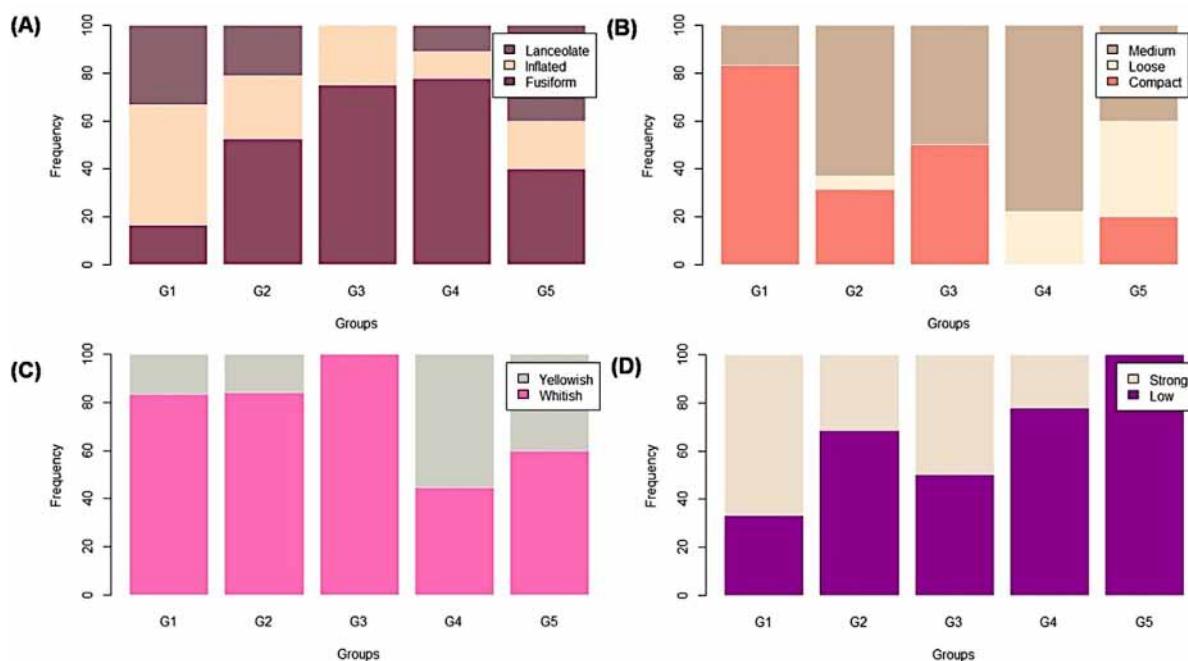 (A)
Lanceolate
Inflated
Fusiform
Frequency
0 20 40 60 80 100
G1 G2 G3 G4 G5
Groups
(B)
Medium
Loose
Compact
Frequency
0 20 40 60 80 100
G1 G2 G3 G4 G5
Groups
(C)
Yellowish
Whitish
Frequency
0 20 40 60 80 100
G1 G2 G3 G4 G5
Groups
(D)
Strong
Low
Frequency
0 20 40 60 80 100
G1 G2 G3 G4 G5
Groups